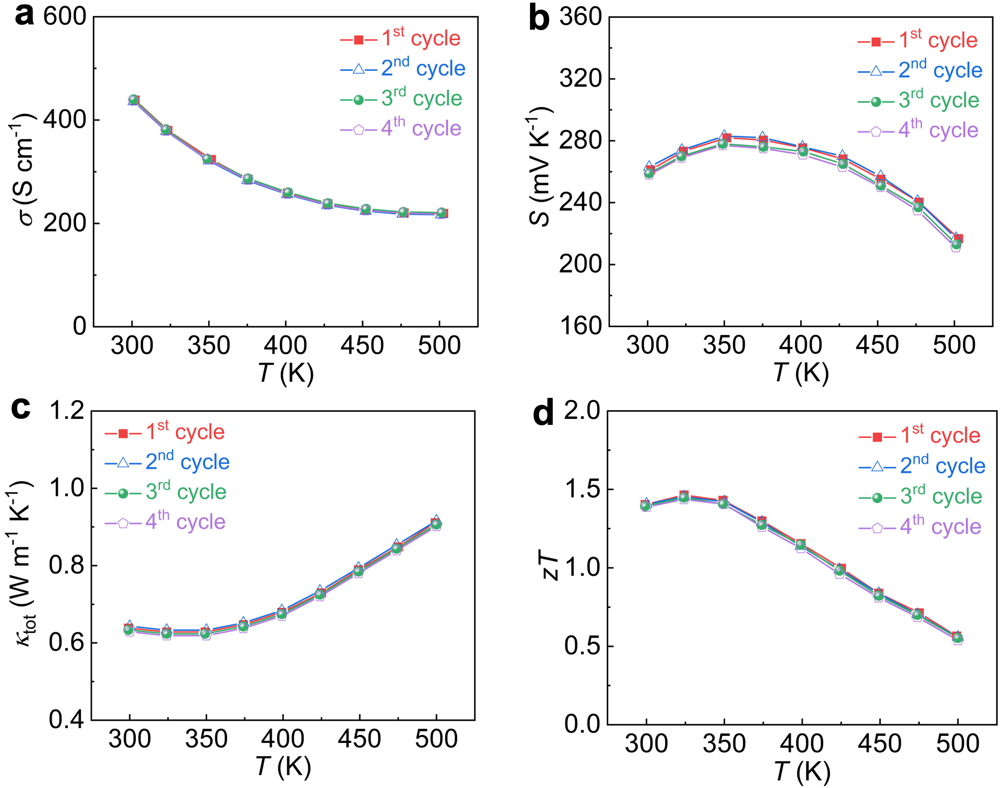 a
600
400
200
0
σ (S cm⁻¹)
1ˢᵗ cycle
2ⁿᵈ cycle
3ʳᵈ cycle
4ᵗʰ cycle
300 350 400 450 500
T (K)
b
360
320
280
240
200
160
S (mV K⁻¹)
1ˢᵗ cycle
2ⁿᵈ cycle
3ʳᵈ cycle
4ᵗʰ cycle
300 350 400 450 500
T (K)
c
1.2
1.0
0.8
0.6
0.4
κtot (W m⁻¹ K⁻¹)
1ˢᵗ cycle
2ⁿᵈ cycle
3ʳᵈ cycle
4ᵗʰ cycle
300 350 400 450 500
T (K)
d
2.0
1.5
1.0
0.5
0.0
zT
1ˢᵗ cycle
2ⁿᵈ cycle
3ʳᵈ cycle
4ᵗʰ cycle
300 350 400 450 500
T (K)